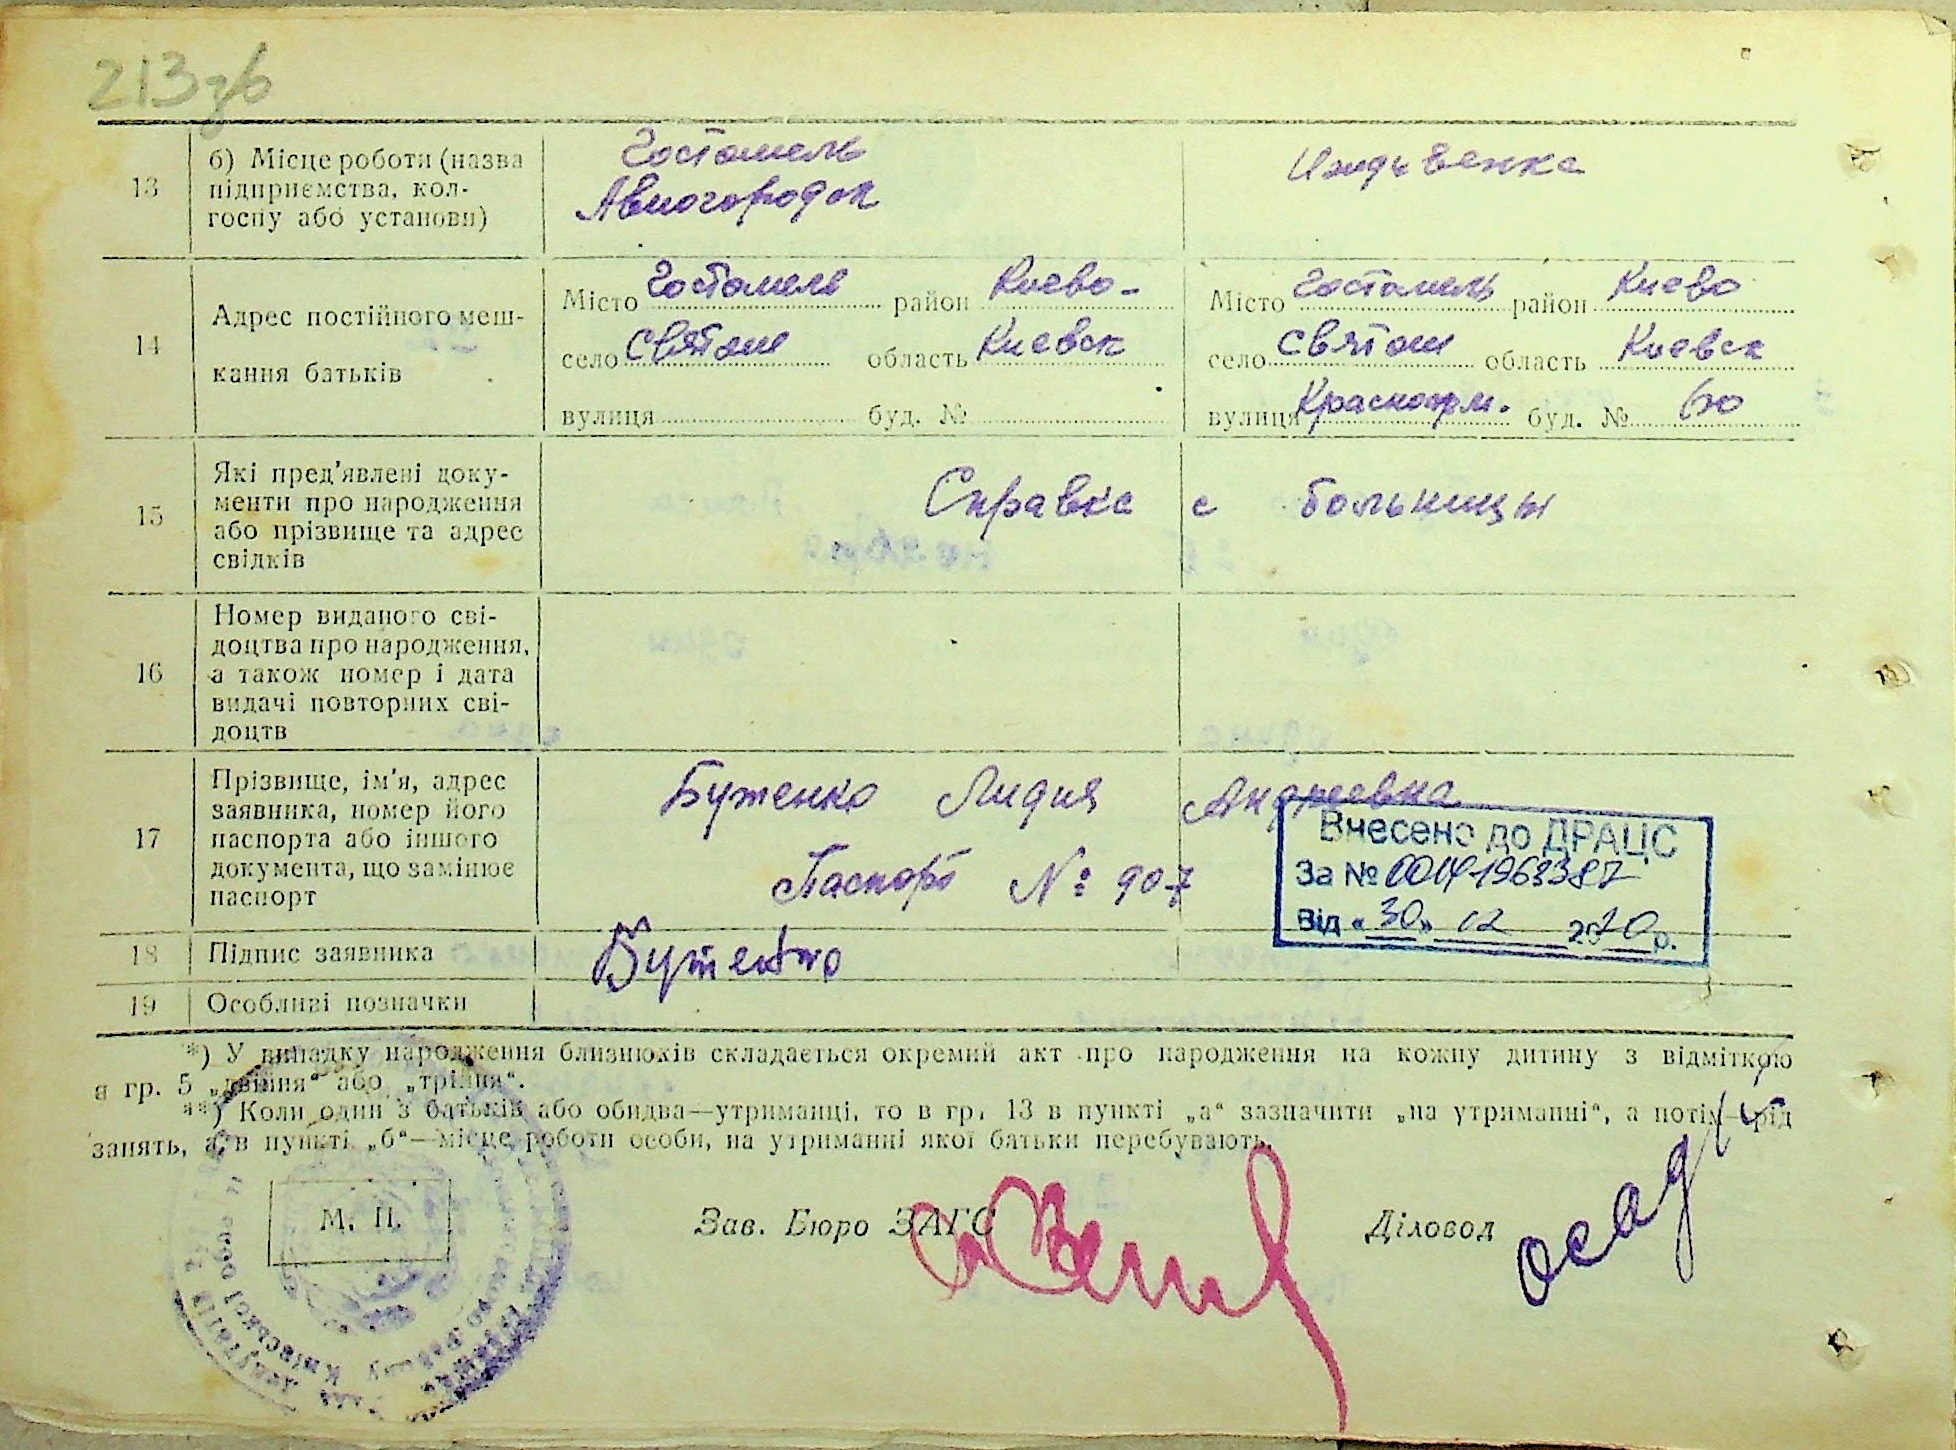 213зв
13
б) Місце роботи (назва
підприємства, кол-
госпу або установи)
Гостомель
Авиогородок
Иждивенка
14
Адрес постійного меш-
кання батьків
Місто Гостомель район Киево-
село Святош область Киевск
вулиця буд. №
Місто Гостомель район Киево
село Святош область Киевск
вулиця Красноарм. буд. № 60
15
Які пред'явлені доку-
менти про народження
або прізвище та адрес
свідків
Справка с больницы
16
Номер виданого сві-
доцтва про народження,
а також номер і дата
видачі повторних сві-
доцтв
17
Прізвище, ім'я, адрес
заявника, номер його
паспорта або іншого
документа, що замінює
паспорт
Бутенко Лидия Андреевна
Паспорт № 907
Внесено до ДРАЦС
За № 00141963387
Від «30» 12 2020р.
18
Підпис заявника
Бутенко
19
Особливі позначки
*) У випадку народження близнюків складається окремий акт про народження на кожну дитину з відміткою
в гр. 5 „двійня“ або „трійня“.
**) Коли один з батьків або обидва—утриманці, то в гр. 13 в пункті „а“ зазначити „на утриманні“, а потім—рід
занять, а в пункті „б“—місце роботи особи, на утриманні якої батьки перебувають.
М. П.
Зав. Бюро ЗАГС
Діловод